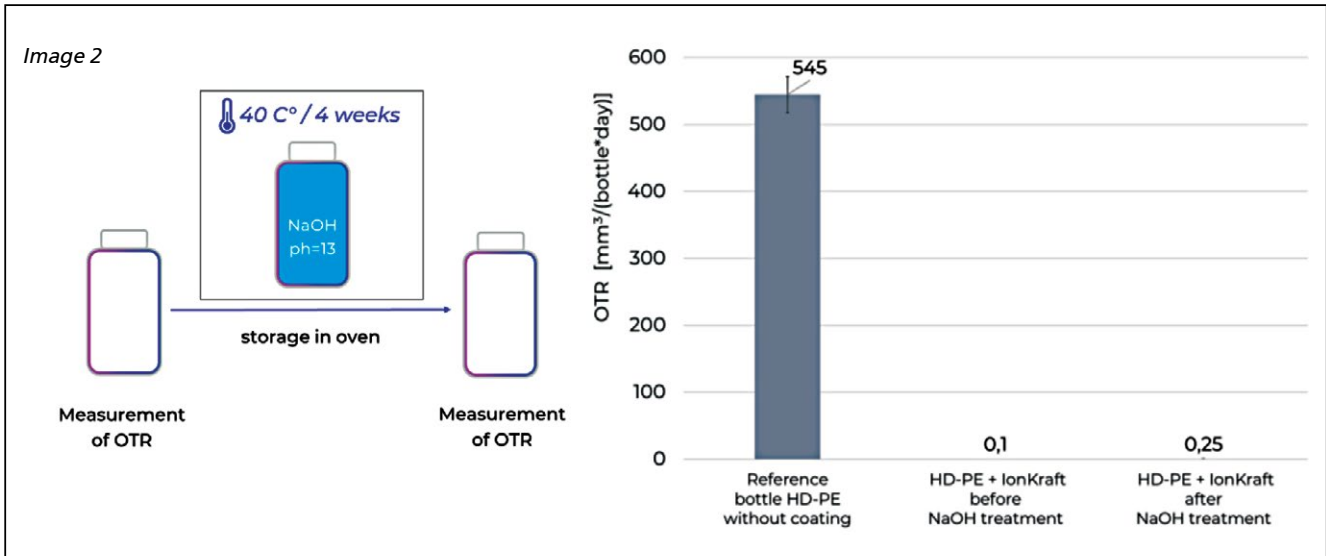 Image 2
40 C° / 4 weeks
NaOH
ph=13
storage in oven
Measurement
of OTR
Measurement
of OTR
OTR [mm³/(bottle*day)]
600
500
400
300
200
100
0
545
0,1
0,25
Reference
bottle HD-PE
without coating
HD-PE + IonKraft
before
NaOH treatment
HD-PE + IonKraft
after
NaOH treatment